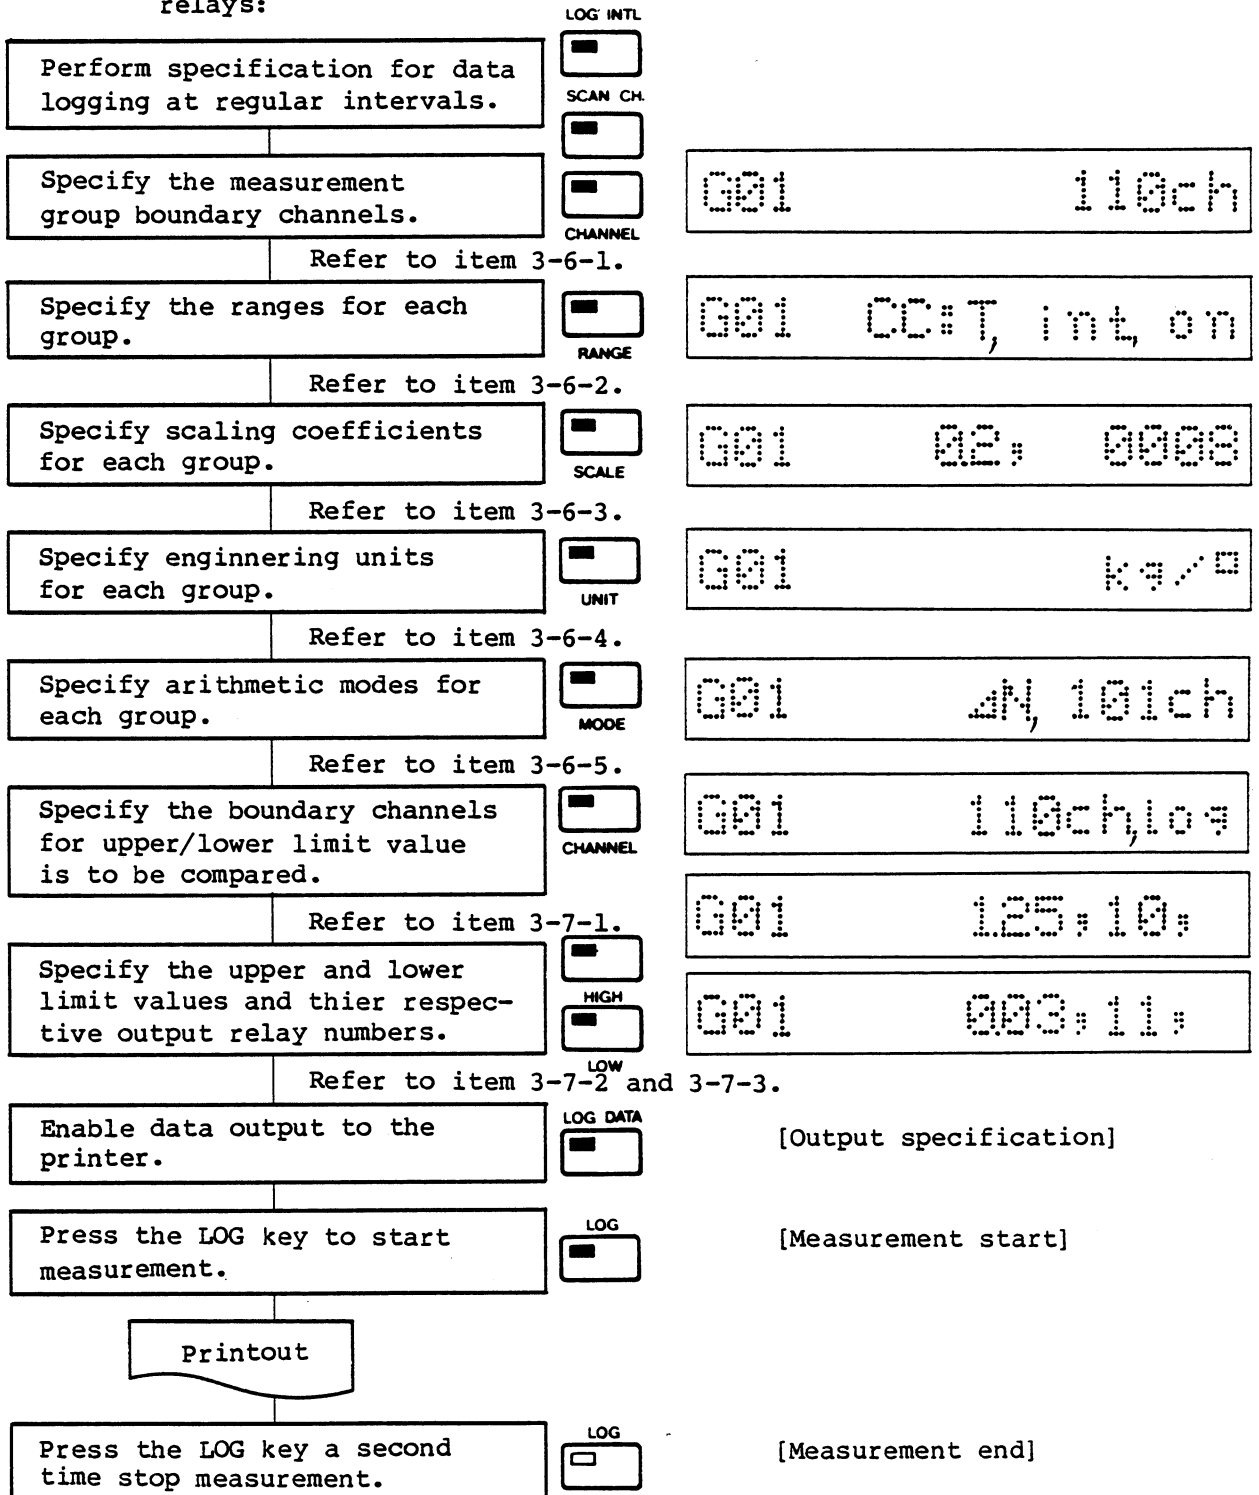 relays:
LOG INTL
Perform specification for data
logging at regular intervals.
SCAN CH.
Specify the measurement
group boundary channels.
CHANNEL
G01 110ch
Refer to item 3-6-1.
Specify the ranges for each
group.
RANGE
G01 CC:T, int, on
Refer to item 3-6-2.
Specify scaling coefficients
for each group.
SCALE
G01 0.2; 0008
Refer to item 3-6-3.
Specify enginnering units
for each group.
UNIT
G01 kg/□
Refer to item 3-6-4.
Specify arithmetic modes for
each group.
MODE
G01 ⊿N, 101ch
Refer to item 3-6-5.
Specify the boundary channels
for upper/lower limit value
is to be compared.
CHANNEL
G01 110ch,log
G01 1.25;10;
Refer to item 3-7-1.
Specify the upper and lower
limit values and thier respec-
tive output relay numbers.
HIGH
LOW
G01 0.03;11;
Refer to item 3-7-2 and 3-7-3.
Enable data output to the
printer.
LOG DATA
[Output specification]
Press the LOG key to start
measurement.
LOG
[Measurement start]
Printout
Press the LOG key a second
time stop measurement.
LOG
[Measurement end]